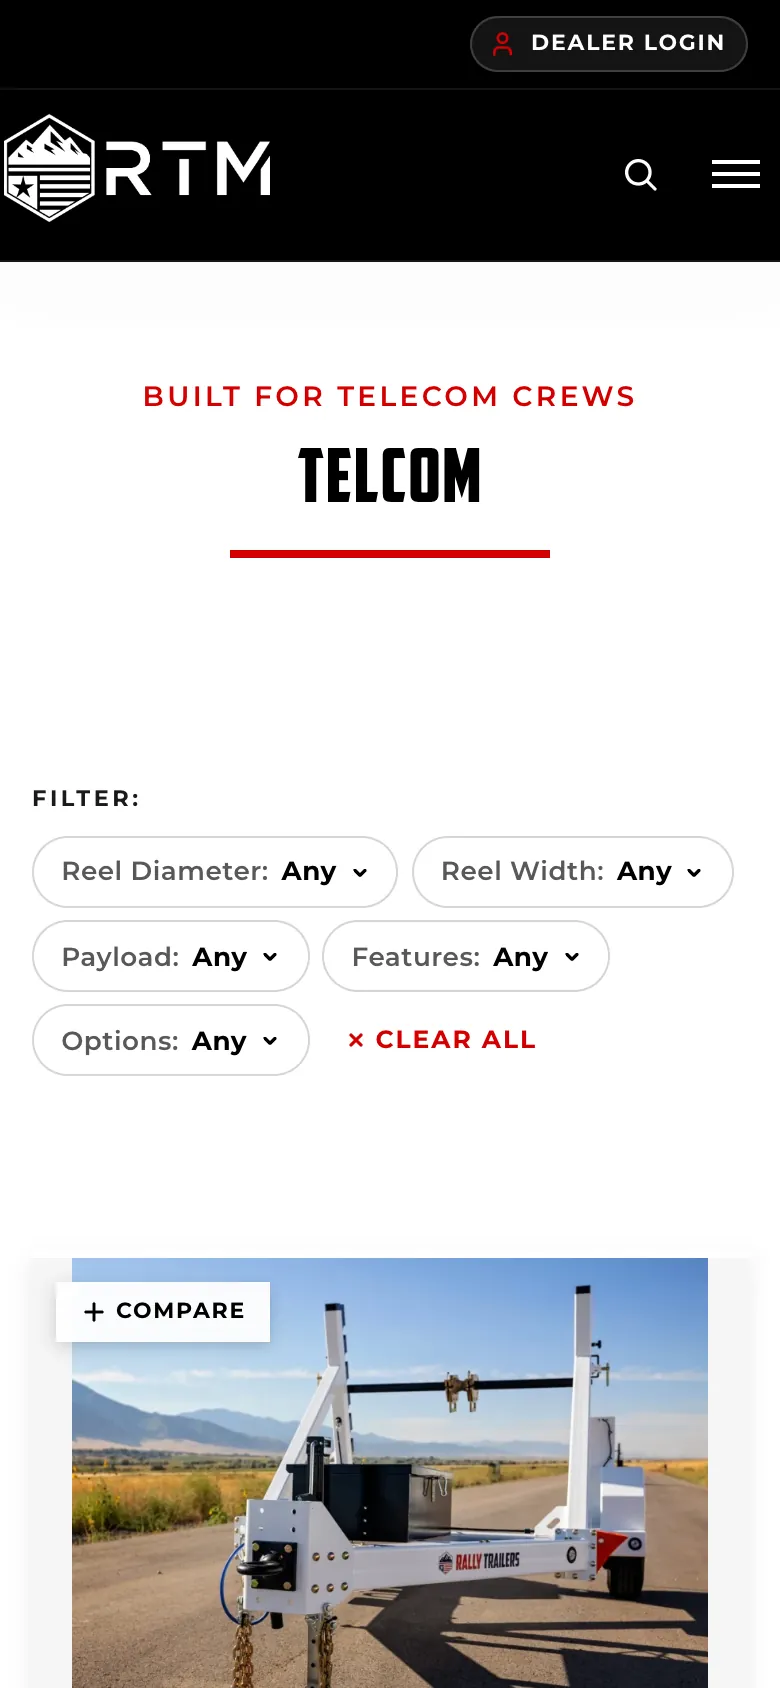 DEALER LOGIN
RTM
BUILT FOR TELECOM CREWS
TELCOM
FILTER:
Reel Diameter: Any
Reel Width: Any
Payload: Any
Features: Any
Options: Any
× CLEAR ALL
+ COMPARE
RALLY TRAILERS